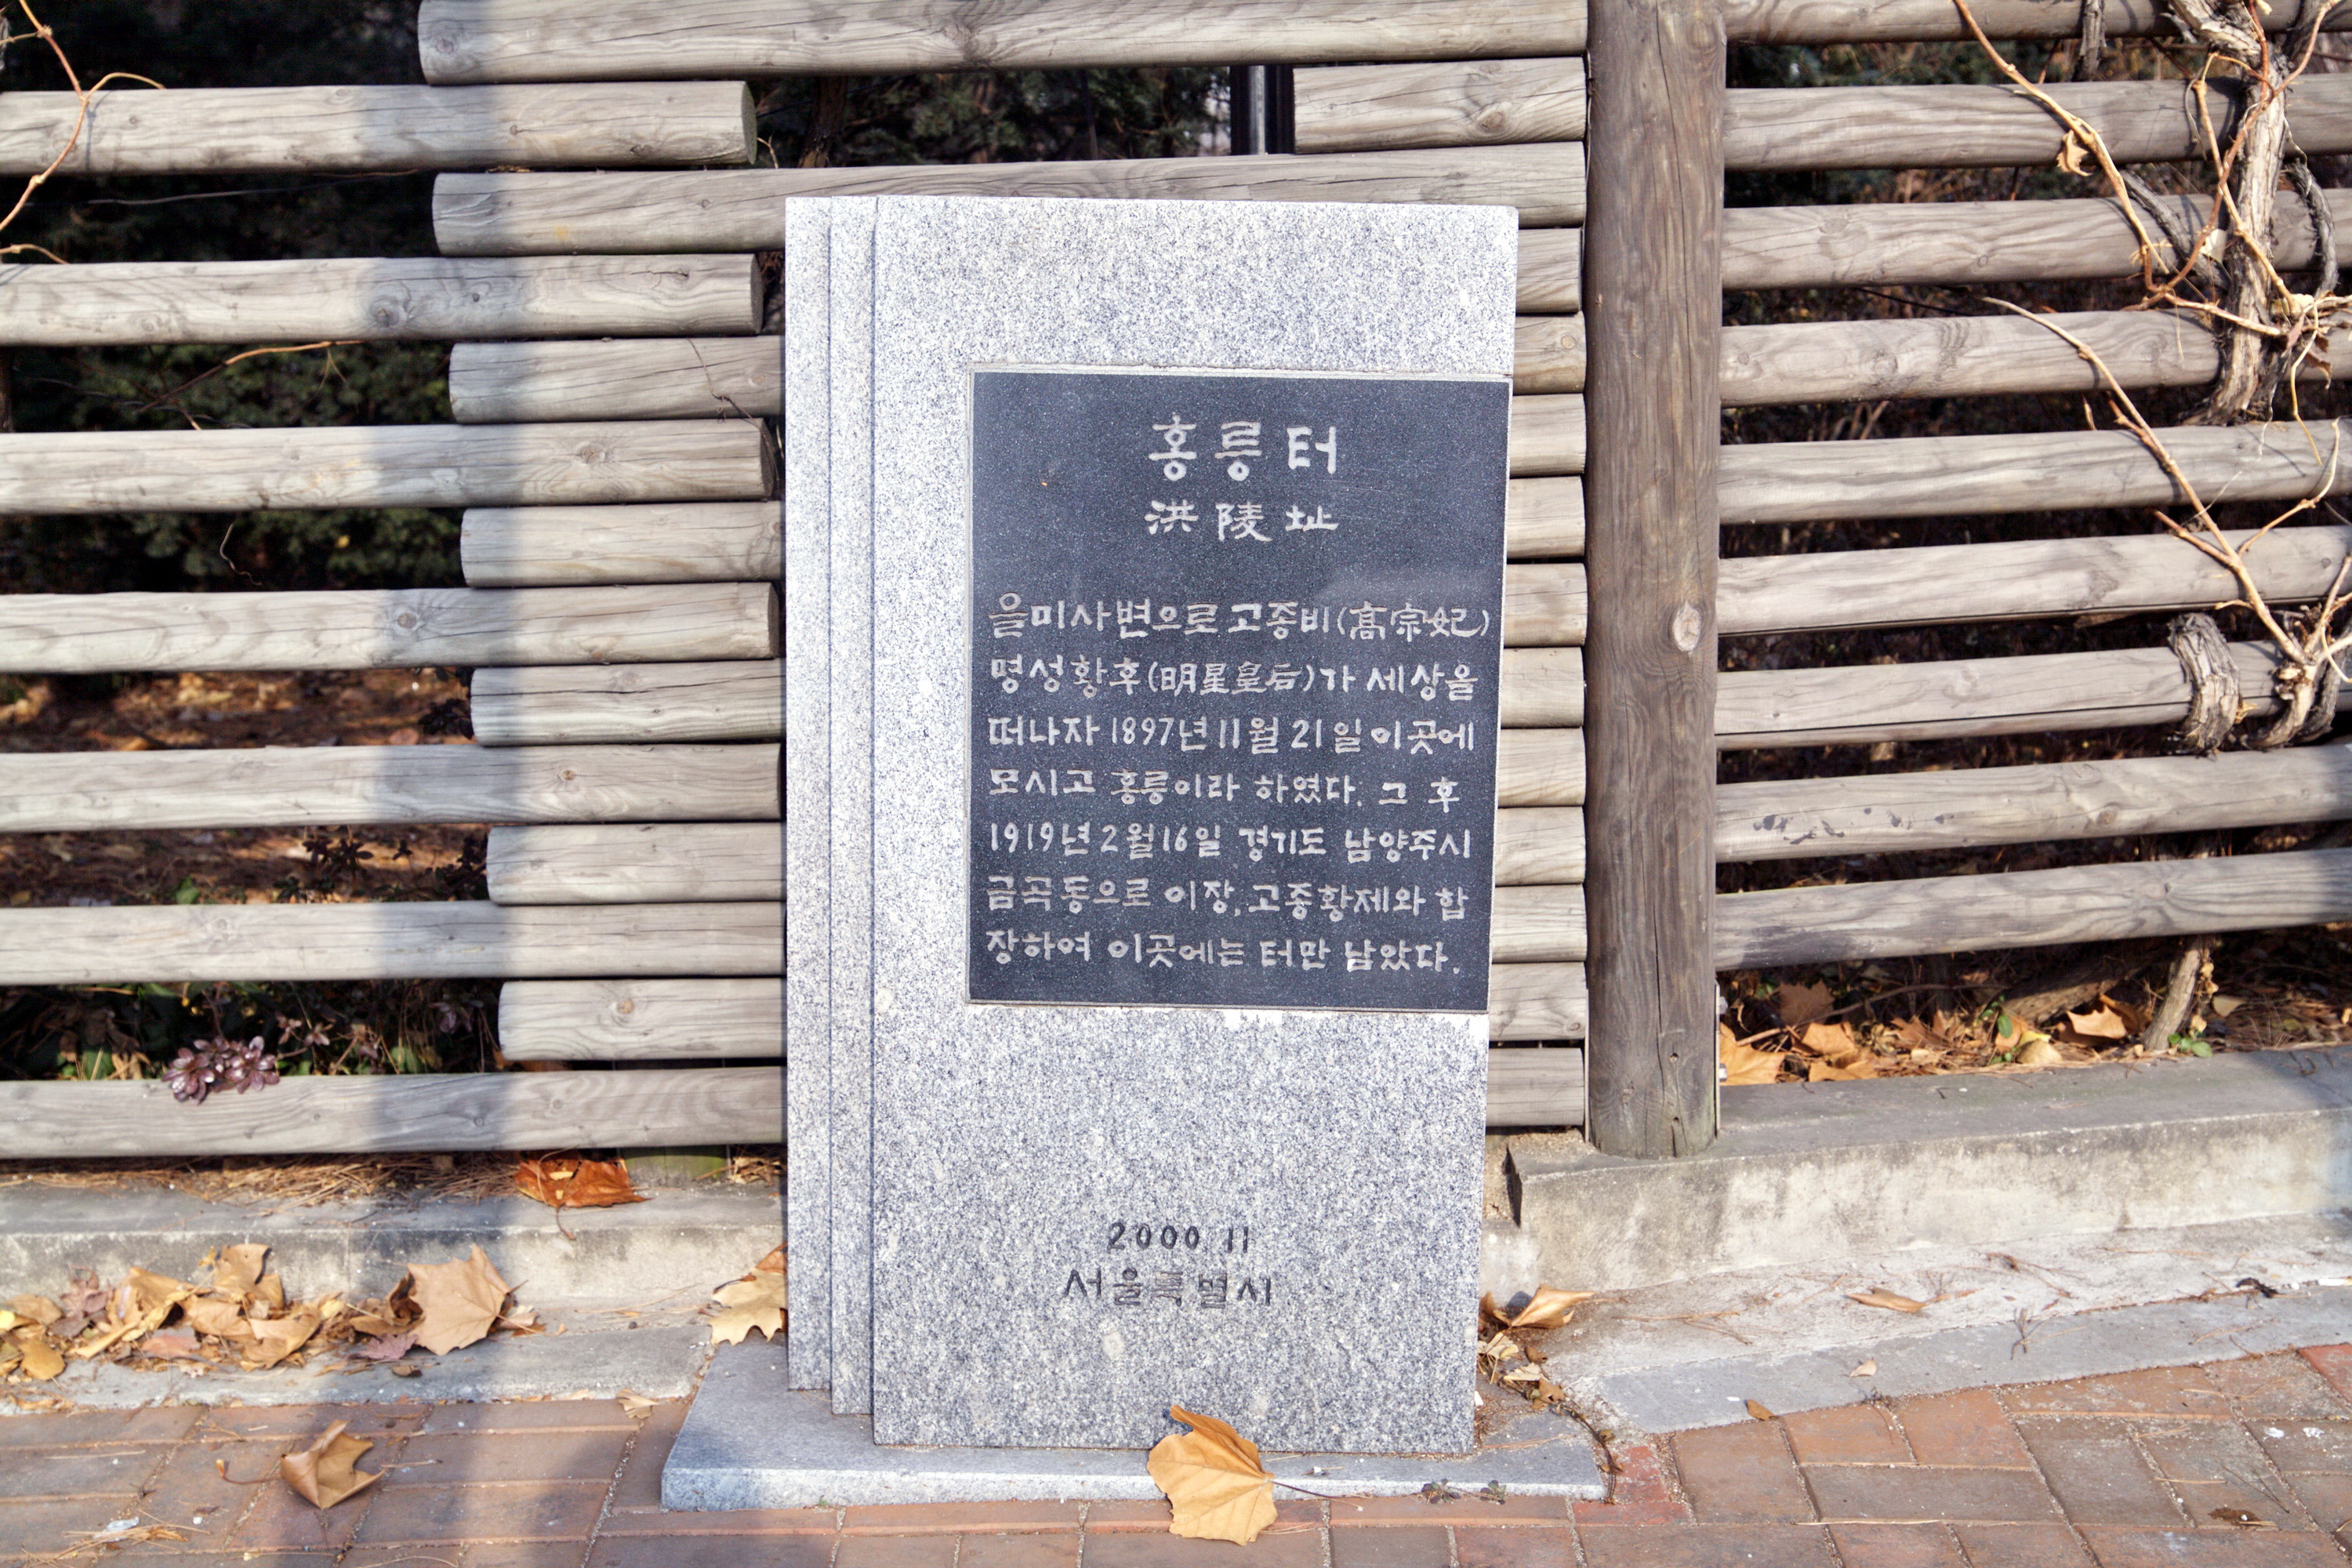 홍릉터
洪陵址
을미사변으로 고종비(高宗妃)
명성황후(明星皇后)가 세상을
떠나자 1897년 11월 21일 이곳에
모시고 홍릉이라 하였다. 그 후
1919년 2월 16일 경기도 남양주시
금곡동으로 이장, 고종황제와 합
장하여 이곳에는 터만 남았다.
2000 11
서울특별시